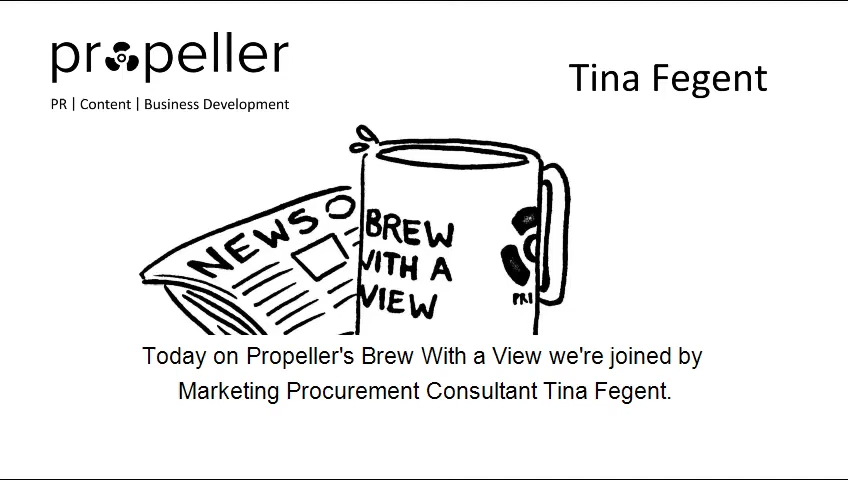 propeller
PR | Content | Business Development
Tina Fegent
NEWS
BREW
WITH A
VIEW
PR
Today on Propeller's Brew With a View we're joined by
Marketing Procurement Consultant Tina Fegent.